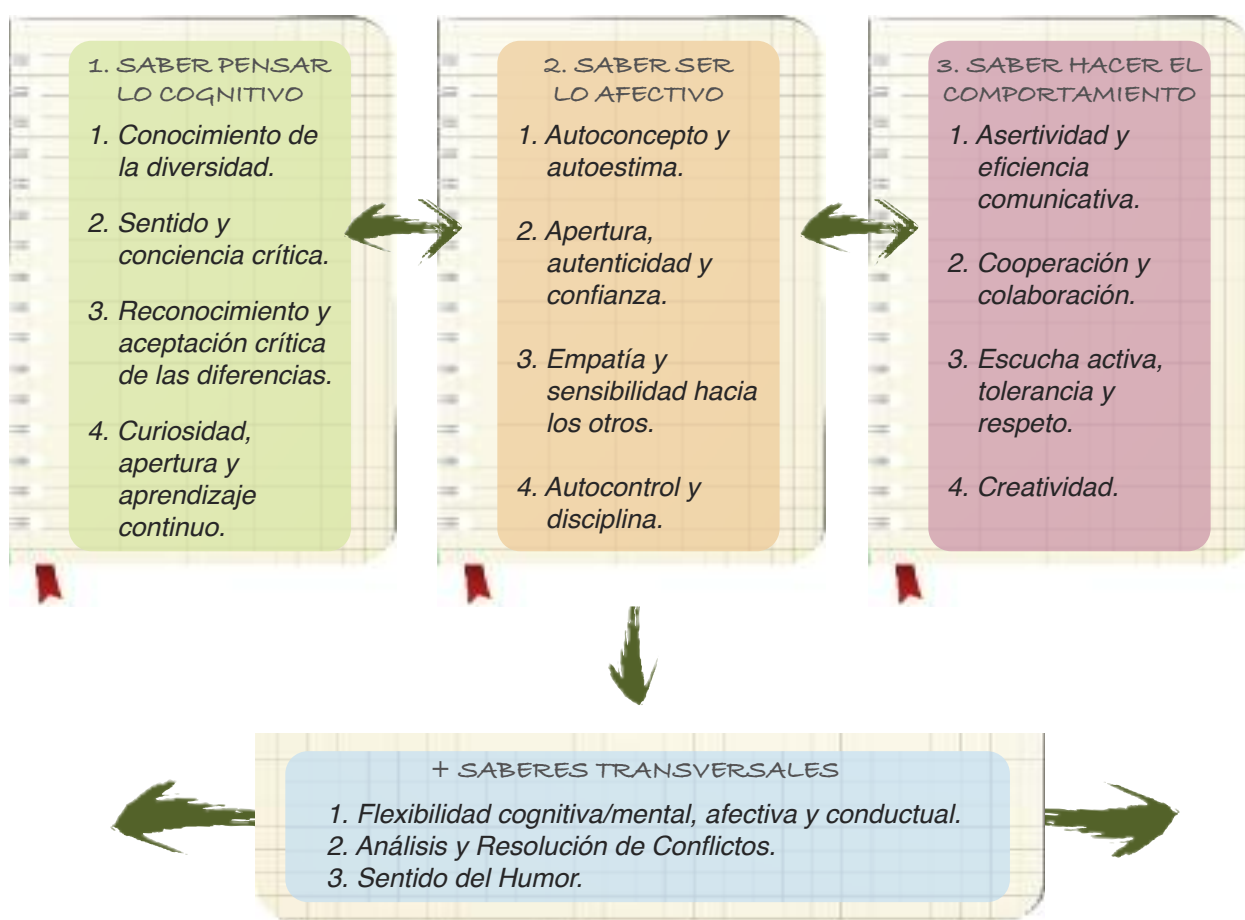 1. SABER PENSAR
LO COGNITIVO
1. Conocimiento de
la diversidad.
2. Sentido y
conciencia crítica.
3. Reconocimiento y
aceptación crítica
de las diferencias.
4. Curiosidad,
apertura y
aprendizaje
continuo.
2. SABER SER
LO AFECTIVO
1. Autoconcepto y
autoestima.
2. Apertura,
autenticidad y
confianza.
3. Empatía y
sensibilidad hacia
los otros.
4. Autocontrol y
disciplina.
3. SABER HACER EL
COMPORTAMIENTO
1. Asertividad y
eficiencia
comunicativa.
2. Cooperación y
colaboración.
3. Escucha activa,
tolerancia y
respeto.
4. Creatividad.
+ SABERES TRANSVERSALES
1. Flexibilidad cognitiva/mental, afectiva y conductual.
2. Análisis y Resolución de Conflictos.
3. Sentido del Humor.